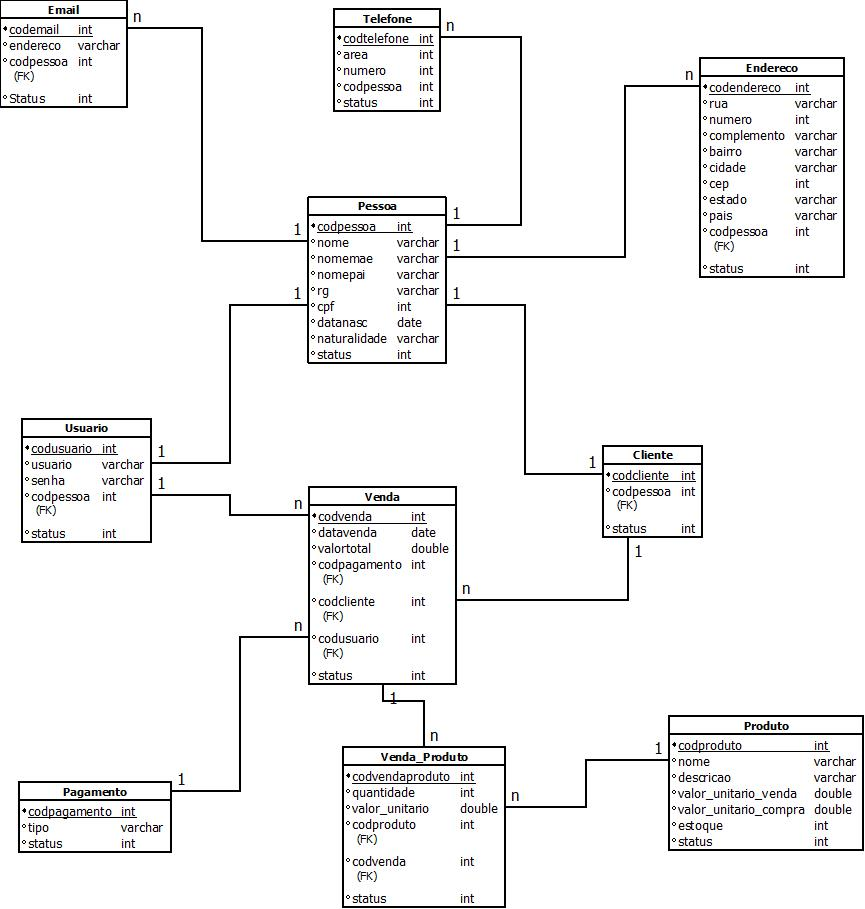 Email
codemail int
endereco varchar
codpessoa int
(FK)
Status int
n
Telefone
codtelefone int
area int
numero int
codpessoa int
status int
n
Endereco
codendereco int
rua varchar
numero int
complemento varchar
bairro varchar
cidade varchar
cep int
estado varchar
pais varchar
codpessoa int
(FK)
status int
n
Pessoa
codpessoa int
nome varchar
nomemae varchar
nomepai varchar
rg varchar
cpf int
datanasc date
naturalidade varchar
status int
1
1
1
1
1
Usuario
codusuario int
usuario varchar
senha varchar
codpessoa int
(FK)
status int
1
1
Cliente
codcliente int
codpessoa int
(FK)
status int
1
1
Venda
codvenda int
datavenda date
valortotal double
codpagamento int
(FK)
codcliente int
(FK)
codusuario int
(FK)
status int
n
n
n
1
Pagamento
codpagamento int
tipo varchar
status int
1
Venda_Produto
codvendaproduto int
quantidade int
valor_unitario double
codproduto int
(FK)
codvenda int
(FK)
status int
n
n
Produto
codproduto int
nome varchar
descricao varchar
valor_unitario_venda double
valor_unitario_compra double
estoque int
status int
1